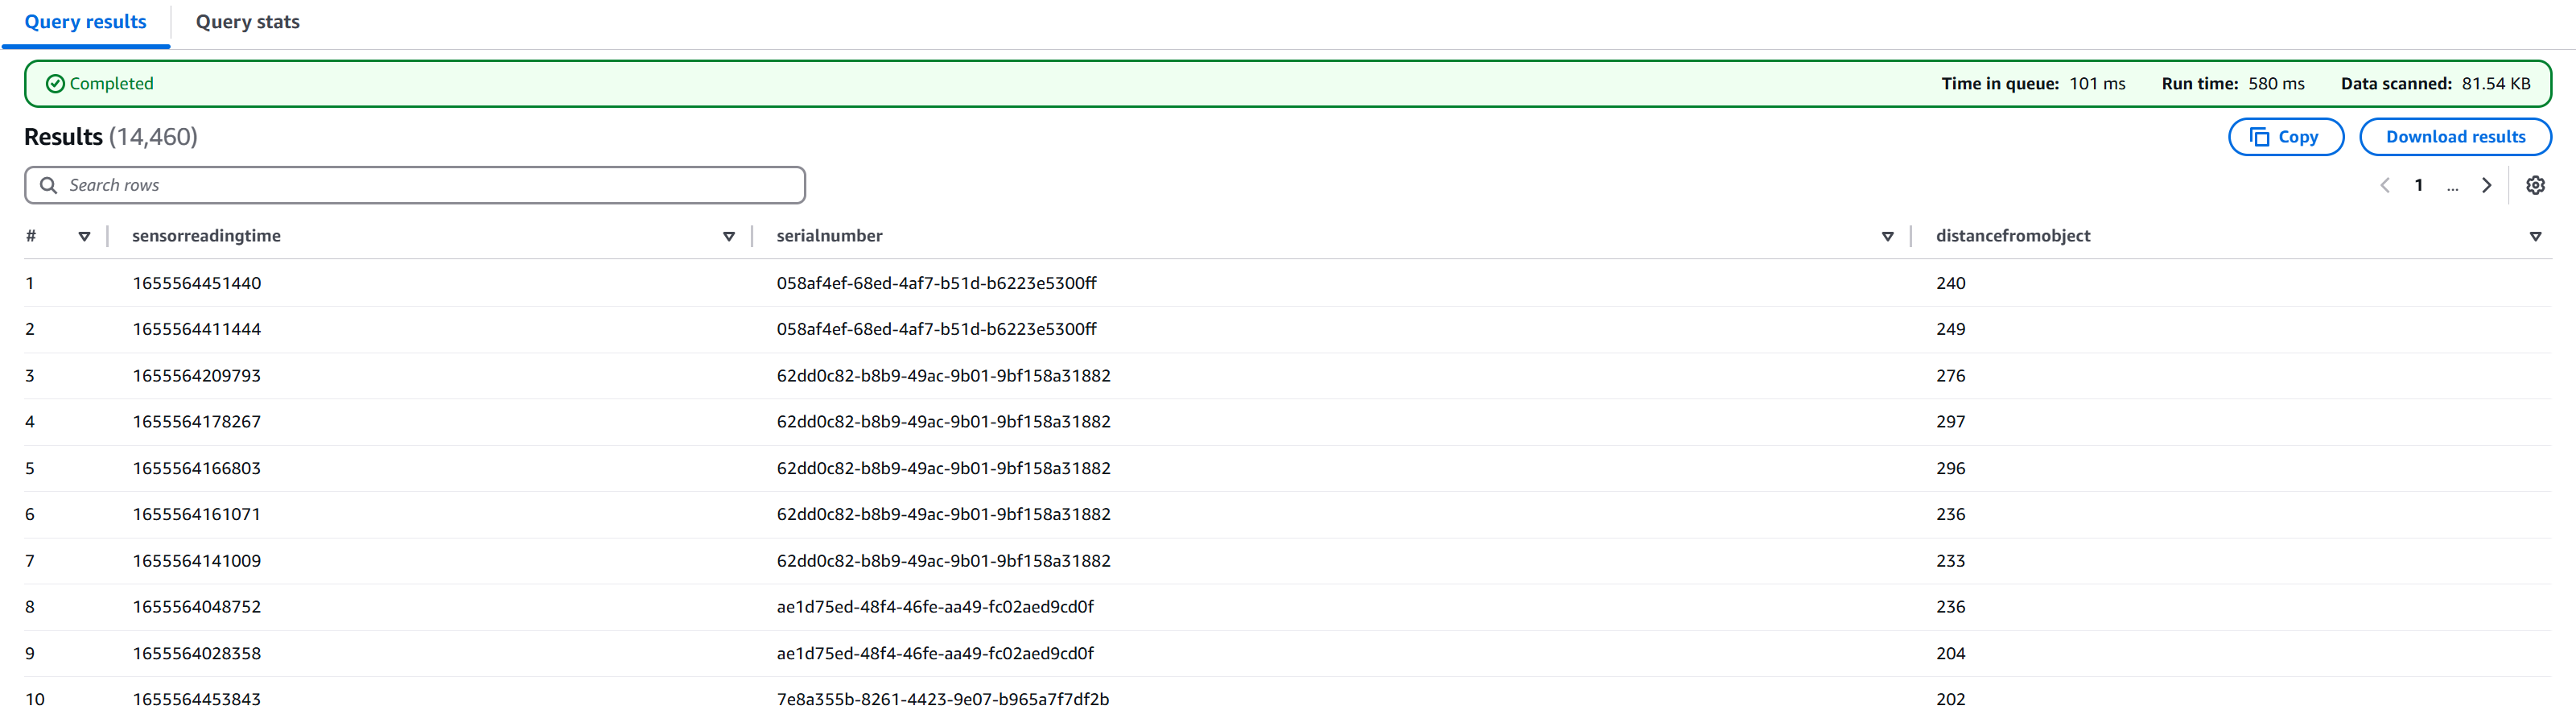 Query results Query stats
Completed Time in queue: 101 ms Run time: 580 ms Data scanned: 81.54 KB
Results (14,460) Copy Download results
Search rows 1 ...
# sensorreadingtime serialnumber distancefromobject
1 1655564451440 058af4ef-68ed-4af7-b51d-b6223e5300ff 240
2 1655564411444 058af4ef-68ed-4af7-b51d-b6223e5300ff 249
3 1655564209793 62dd0c82-b8b9-49ac-9b01-9bf158a31882 276
4 1655564178267 62dd0c82-b8b9-49ac-9b01-9bf158a31882 297
5 1655564166803 62dd0c82-b8b9-49ac-9b01-9bf158a31882 296
6 1655564161071 62dd0c82-b8b9-49ac-9b01-9bf158a31882 236
7 1655564141009 62dd0c82-b8b9-49ac-9b01-9bf158a31882 233
8 1655564048752 ae1d75ed-48f4-46fe-aa49-fc02aed9cd0f 236
9 1655564028358 ae1d75ed-48f4-46fe-aa49-fc02aed9cd0f 204
10 1655564453843 7e8a355b-8261-4423-9e07-b965a7f7df2b 202